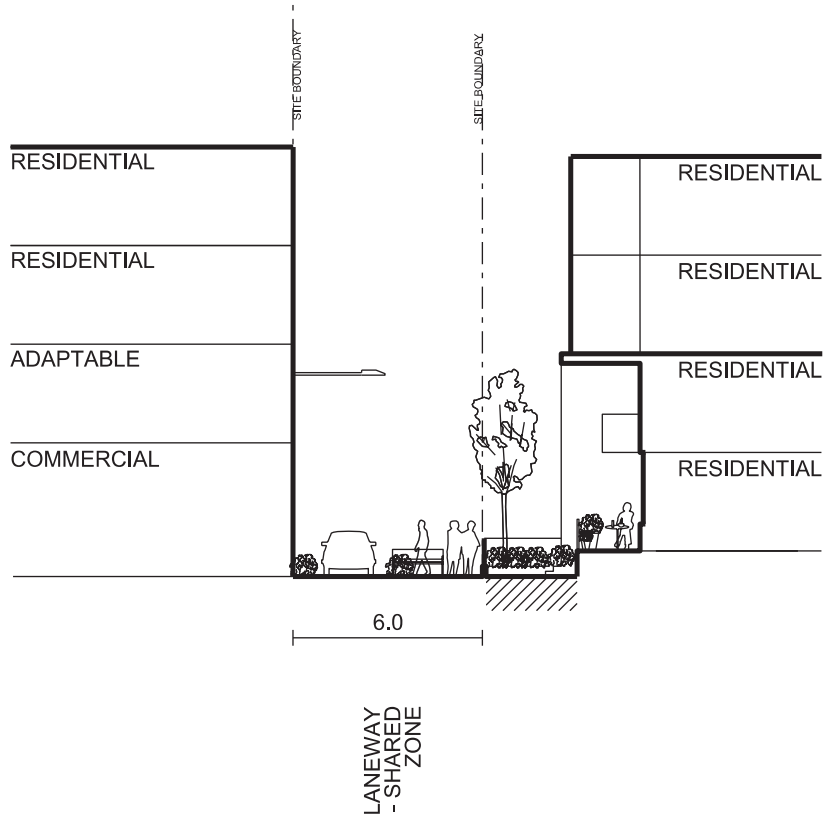 SITE BOUNDARY
SITE BOUNDARY
RESIDENTIAL
RESIDENTIAL
ADAPTABLE
COMMERCIAL
RESIDENTIAL
RESIDENTIAL
RESIDENTIAL
RESIDENTIAL
6.0
LANEWAY
- SHARED
ZONE